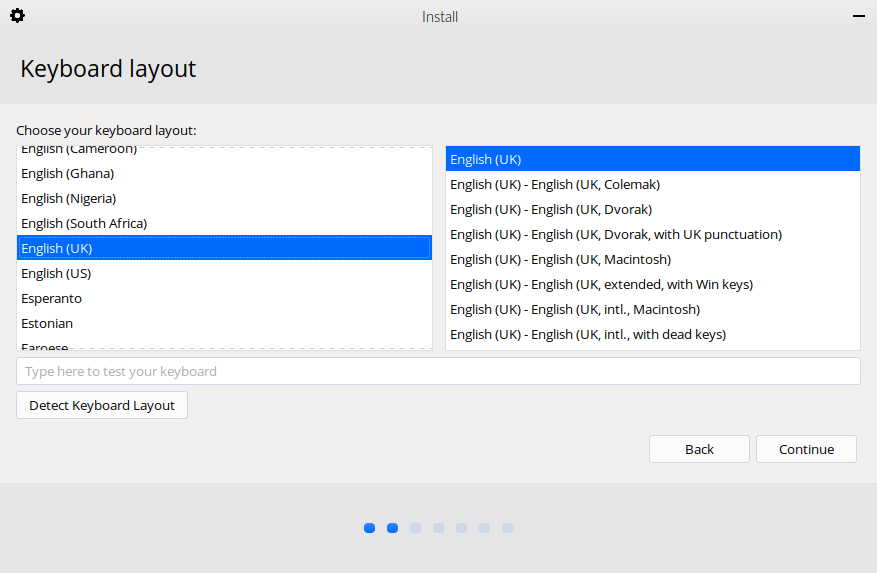 Install
Keyboard layout
Choose your keyboard layout:
English (Cameroon)
English (Ghana)
English (Nigeria)
English (South Africa)
English (UK)
English (US)
Esperanto
Estonian
Faroese
English (UK)
English (UK) - English (UK, Colemak)
English (UK) - English (UK, Dvorak)
English (UK) - English (UK, Dvorak, with UK punctuation)
English (UK) - English (UK, Macintosh)
English (UK) - English (UK, extended, with Win keys)
English (UK) - English (UK, intl., Macintosh)
English (UK) - English (UK, intl., with dead keys)
Type here to test your keyboard
Detect Keyboard Layout
Back
Continue